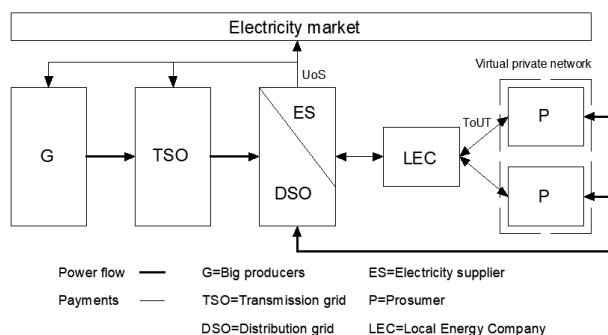 Electricity market
UoS
Virtual private network
G
TSO
ES
DSO
LEC
ToUT
P
P
Power flow
G=Big producers
ES=Electricity supplier
Payments
TSO=Transmission grid
P=Prosumer
DSO=Distribution grid
LEC=Local Energy Company